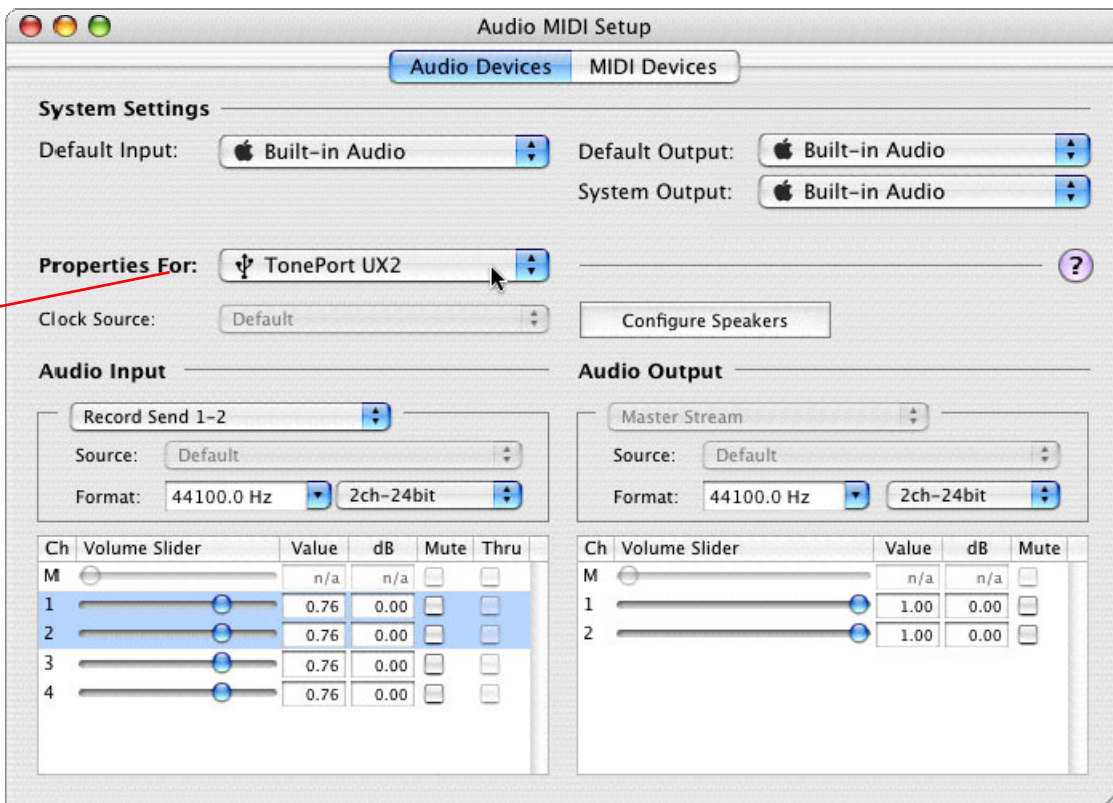 Audio MIDI Setup
Audio Devices MIDI Devices
System Settings
Default Input: Built-in Audio
Default Output: Built-in Audio
System Output: Built-in Audio
Properties For: TonePort UX2
?
Clock Source: Default
Configure Speakers
Audio Input
Record Send 1-2
Source: Default
Format: 44100.0 Hz 2ch-24bit
Ch Volume Slider Value dB Mute Thru
M n/a n/a
1 0.76 0.00
2 0.76 0.00
3 0.76 0.00
4 0.76 0.00
Audio Output
Master Stream
Source: Default
Format: 44100.0 Hz 2ch-24bit
Ch Volume Slider Value dB Mute
M n/a n/a
1 1.00 0.00
2 1.00 0.00